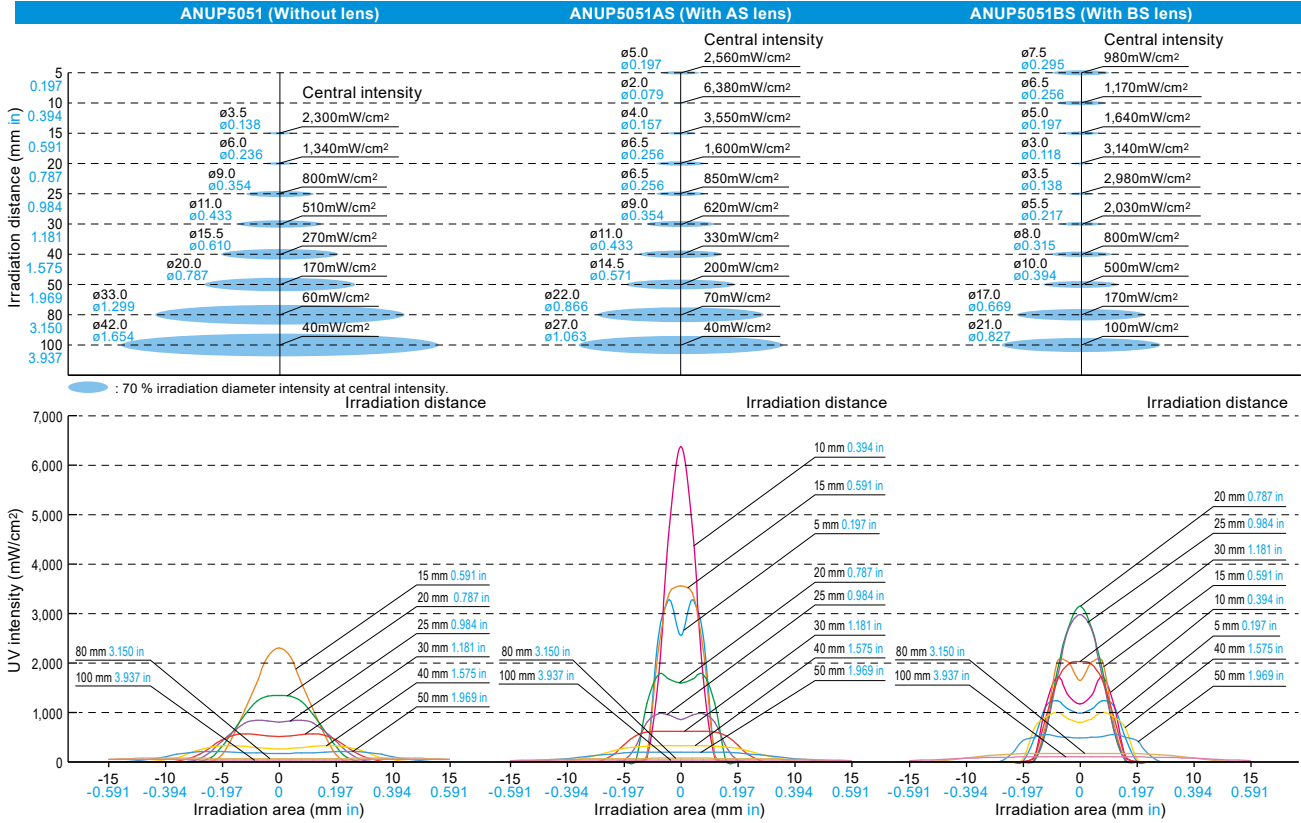 ANUP5051 (Without lens)
ANUP5051AS (With AS lens)
ANUP5051BS (With BS lens)
Irradiation distance (mm in)
5
0.197
10
0.394
15
0.591
20
0.787
25
0.984
30
1.181
40
1.575
50
1.969
80
3.150
100
3.937
Central intensity
ø3.5
ø0.138
2,300mW/cm2
ø6.0
ø0.236
1,340mW/cm2
ø9.0
ø0.354
800mW/cm2
ø11.0
ø0.433
510mW/cm2
ø15.5
ø0.610
270mW/cm2
ø20.0
ø0.787
170mW/cm2
ø33.0
ø1.299
60mW/cm2
ø42.0
ø1.654
40mW/cm2
Central intensity
ø5.0
ø0.197
2,560mW/cm2
ø2.0
ø0.079
6,380mW/cm2
ø4.0
ø0.157
3,550mW/cm2
ø6.5
ø0.256
1,600mW/cm2
ø6.5
ø0.256
850mW/cm2
ø9.0
ø0.354
620mW/cm2
ø11.0
ø0.433
330mW/cm2
ø14.5
ø0.571
200mW/cm2
ø22.0
ø0.866
70mW/cm2
ø27.0
ø1.063
40mW/cm2
Central intensity
ø7.5
ø0.295
980mW/cm2
ø6.5
ø0.256
1,170mW/cm2
ø5.0
ø0.197
1,640mW/cm2
ø3.0
ø0.118
3,140mW/cm2
ø3.5
ø0.138
2,980mW/cm2
ø5.5
ø0.217
2,030mW/cm2
ø8.0
ø0.315
800mW/cm2
ø10.0
ø0.394
500mW/cm2
ø17.0
ø0.669
170mW/cm2
ø21.0
ø0.827
100mW/cm2
: 70 % irradiation diameter intensity at central intensity.
UV intensity (mW/cm2)
7,000
6,000
5,000
4,000
3,000
2,000
1,000
0
Irradiation distance
15 mm 0.591 in
20 mm 0.787 in
25 mm 0.984 in
30 mm 1.181 in
40 mm 1.575 in
50 mm 1.969 in
80 mm 3.150 in
100 mm 3.937 in
-15 -10 -5 0 5 10 15
-0.591 -0.394 -0.197 0 0.197 0.394 0.591
Irradiation area (mm in)
Irradiation distance
10 mm 0.394 in
15 mm 0.591 in
5 mm 0.197 in
20 mm 0.787 in
25 mm 0.984 in
30 mm 1.181 in
40 mm 1.575 in
50 mm 1.969 in
80 mm 3.150 in
100 mm 3.937 in
-15 -10 -5 0 5 10 15
-0.591 -0.394 -0.197 0 0.197 0.394 0.591
Irradiation area (mm in)
Irradiation distance
20 mm 0.787 in
25 mm 0.984 in
30 mm 1.181 in
15 mm 0.591 in
10 mm 0.394 in
5 mm 0.197 in
40 mm 1.575 in
50 mm 1.969 in
80 mm 3.150 in
100 mm 3.937 in
-15 -10 -5 0 5 10 15
-0.591 -0.394 -0.197 0 0.197 0.394 0.591
Irradiation area (mm in)